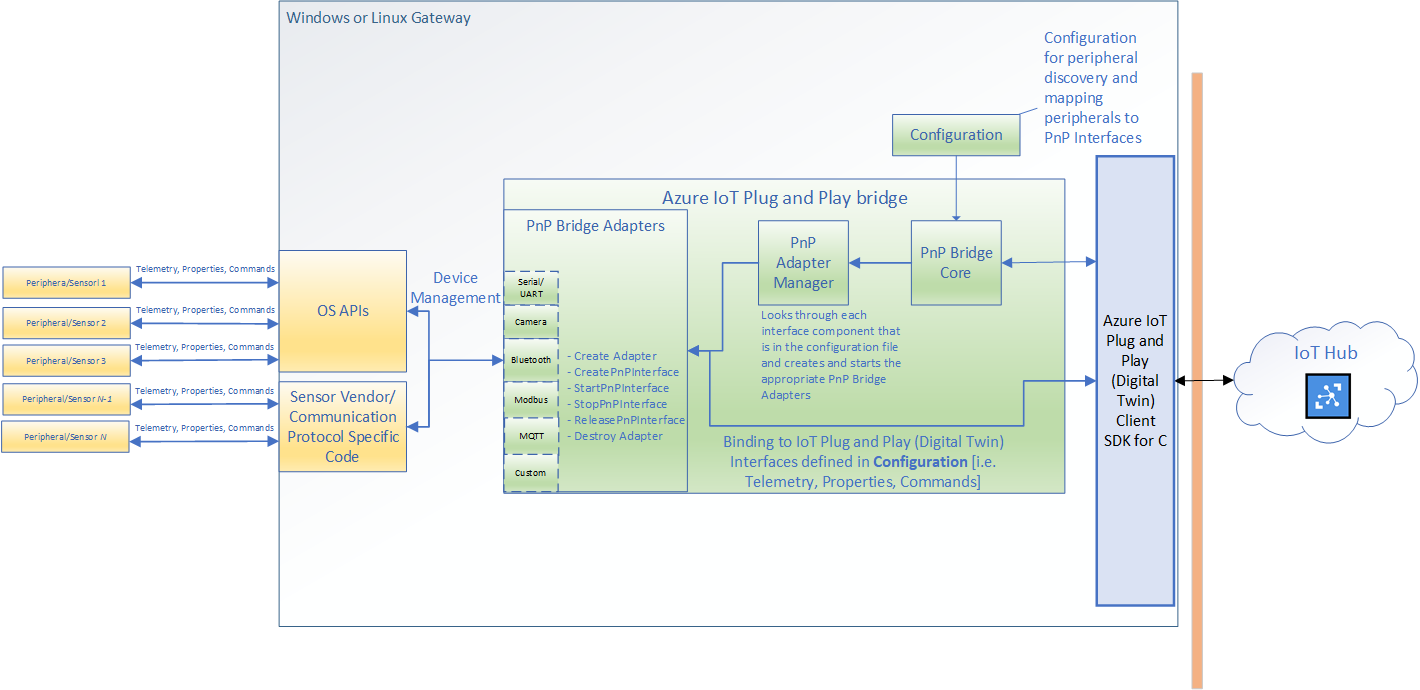 Windows or Linux Gateway
Configuration
for peripheral
discovery and
mapping
peripherals to
PnP Interfaces
Configuration
Azure IoT Plug and Play bridge
PnP Bridge Adapters
PnP
Adapter
Manager
PnP Bridge
Core
Looks through each
interface component that
is in the configuration file
and creates and starts the
appropriate PnP Bridge
Adapters
Serial/
UART
Camera
Bluetooth
Modbus
MQTT
Custom
- Create Adapter
- CreatePnPInterface
- StartPnPInterface
- StopPnPInterface
- ReleasePnPInterface
- Destroy Adapter
Binding to IoT Plug and Play (Digital Twin)
Interfaces defined in Configuration [i.e.
Telemetry, Properties, Commands]
Device
Management
OS APIs
Sensor Vendor/
Communication
Protocol Specific
Code
Telemetry, Properties, Commands
Periphera/Sensorl 1
Telemetry, Properties, Commands
Peripheral/Sensor 2
Telemetry, Properties, Commands
Peripheral/Sensor 3
Telemetry, Properties, Commands
Peripheral/Sensor N-1
Telemetry, Properties, Commands
Peripheral/Sensor N
Azure IoT
Plug and
Play
(Digital
Twin)
Client
SDK for C
IoT Hub